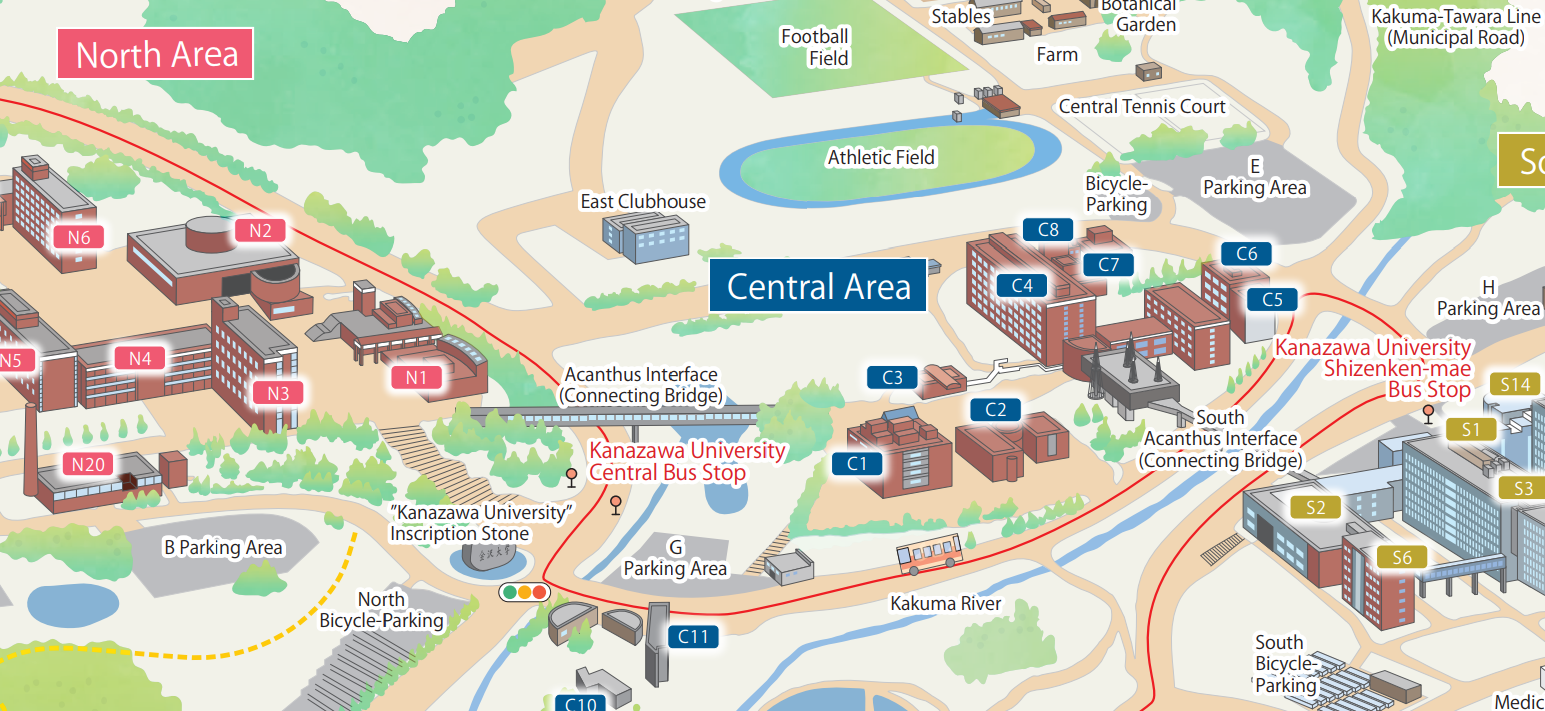 North Area
Football
Field
Stables
Botanical
Garden
Farm
Kakuma-Tawara Line
(Municipal Road)
Central Tennis Court
Athletic Field
E
Parking Area
Bicycle-
Parking
East Clubhouse
N6
N2
C8
C7
C6
C4
C5
Central Area
H
Parking Area
N5
N4
N3
N1
Acanthus Interface
(Connecting Bridge)
C3
C2
C1
Kanazawa University
Shizenken-mae
Bus Stop
S14
S1
South
Acanthus Interface
(Connecting Bridge)
S3
S2
S6
N20
Kanazawa University
Central Bus Stop
"Kanazawa University"
Inscription Stone
金沢大学
B Parking Area
G
Parking Area
North
Bicycle-Parking
Kakuma River
C11
C10
South
Bicycle-
Parking